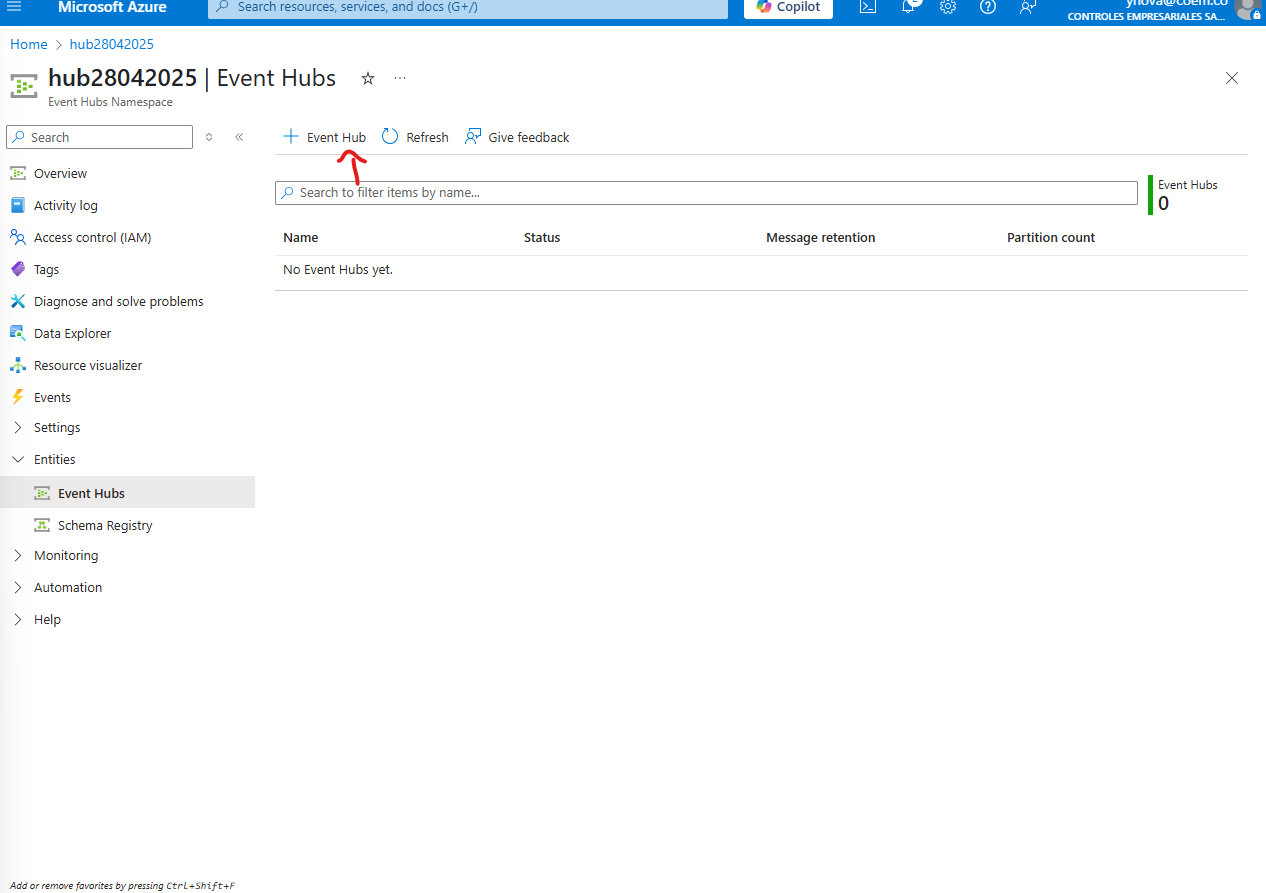 Microsoft Azure
Search resources, services, and docs (G+/)
Copilot
ynova@coem.co
CONTROLES EMPRESARIALES SA...
Home > hub28042025
hub28042025 | Event Hubs
Event Hubs Namespace
Search
+ Event Hub
Refresh
Give feedback
Overview
Activity log
Access control (IAM)
Tags
Diagnose and solve problems
Data Explorer
Resource visualizer
Events
Settings
Entities
Event Hubs
Schema Registry
Monitoring
Automation
Help
Search to filter items by name...
Event Hubs
0
Name Status Message retention Partition count
No Event Hubs yet.
Add or remove favorites by pressing Ctrl+Shift+F